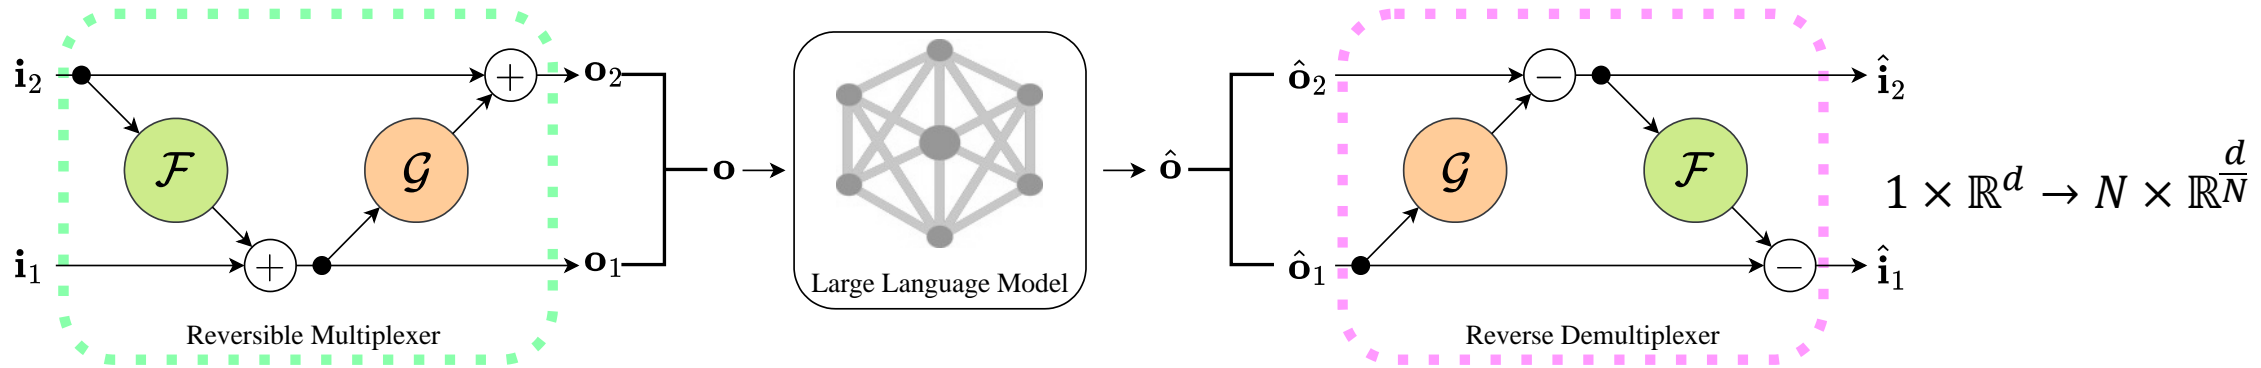 i₂ + o₂
F G
i₁ + o₁
Reversible Multiplexer
o
Large Language Model
ô
ô₂ − î₂
G F
ô₁ − î₁
Reverse Demultiplexer
1 × ℝ^d → N × ℝ^{d/N}